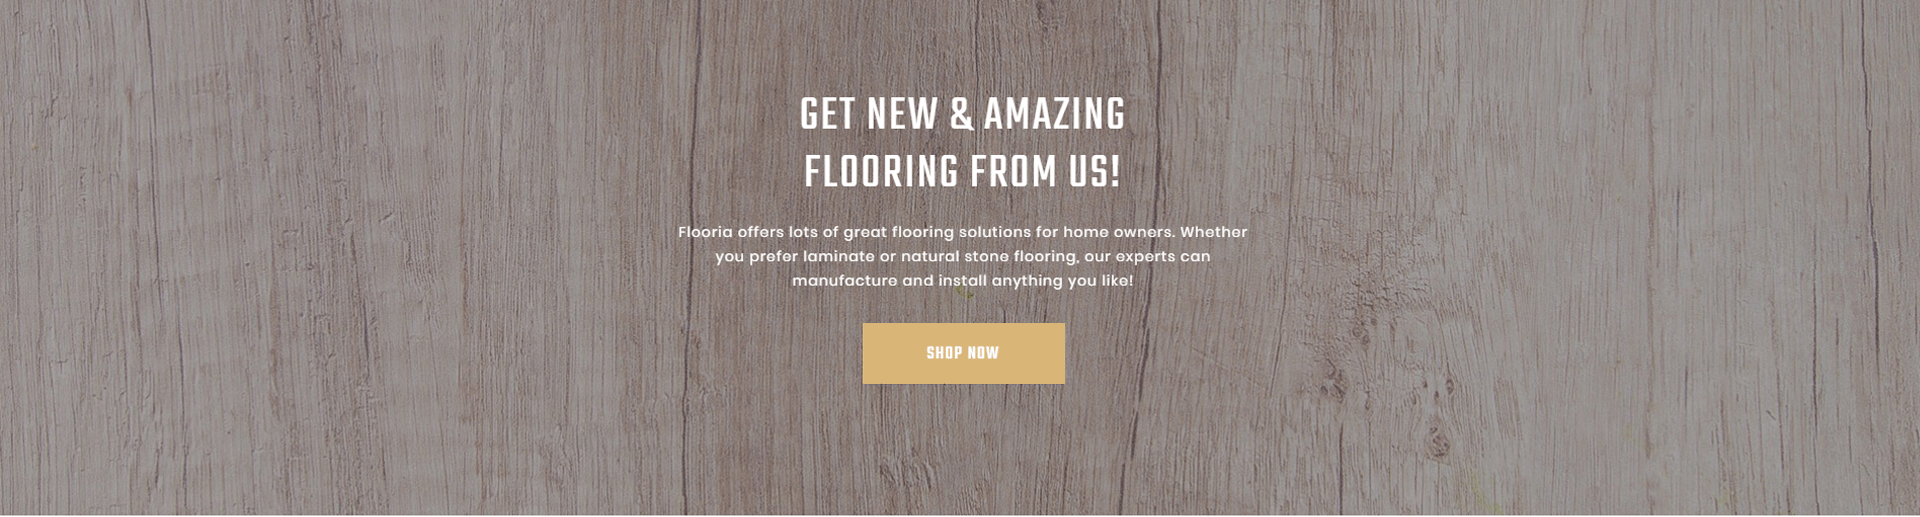 GET NEW & AMAZING
FLOORING FROM US!
Flooria offers lots of great flooring solutions for home owners. Whether
you prefer laminate or natural stone flooring, our experts can
manufacture and install anything you like!
SHOP NOW